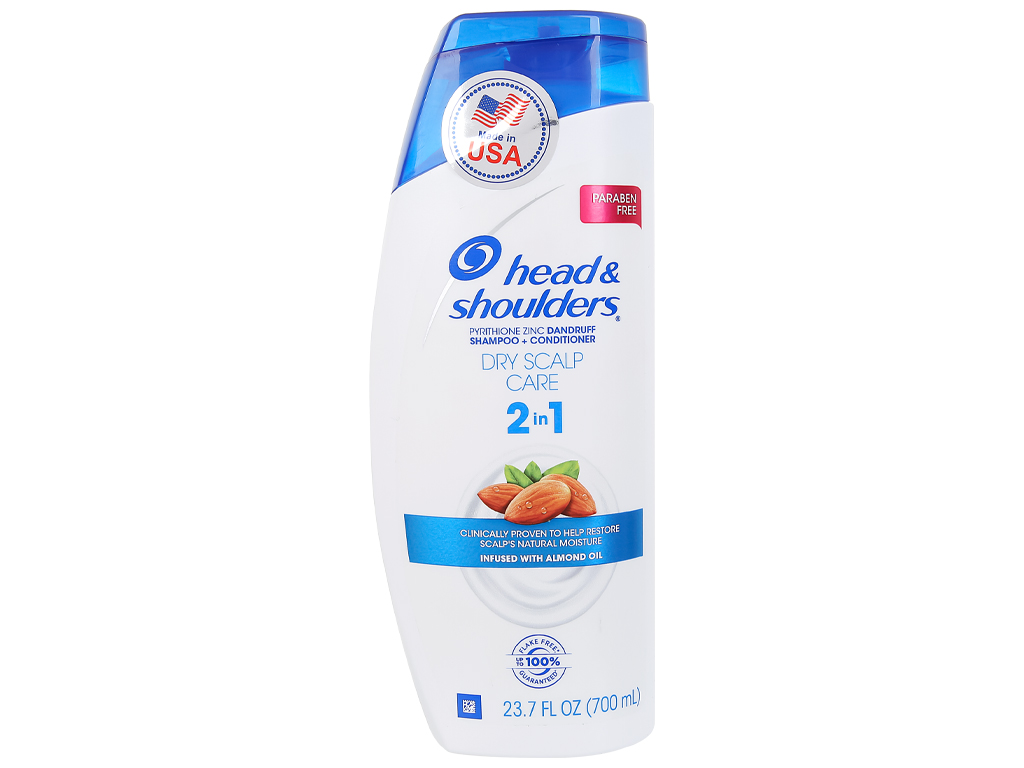 Made in
USA
PARABEN
FREE
head &
shoulders®
PYRITHIONE ZINC DANDRUFF
SHAMPOO + CONDITIONER
DRY SCALP
CARE
2 in 1
CLINICALLY PROVEN TO HELP RESTORE
SCALP'S NATURAL MOISTURE
INFUSED WITH ALMOND OIL
FLAKE FREE*
UP TO 100%
GUARANTEED*
23.7 FL OZ (700 mL)